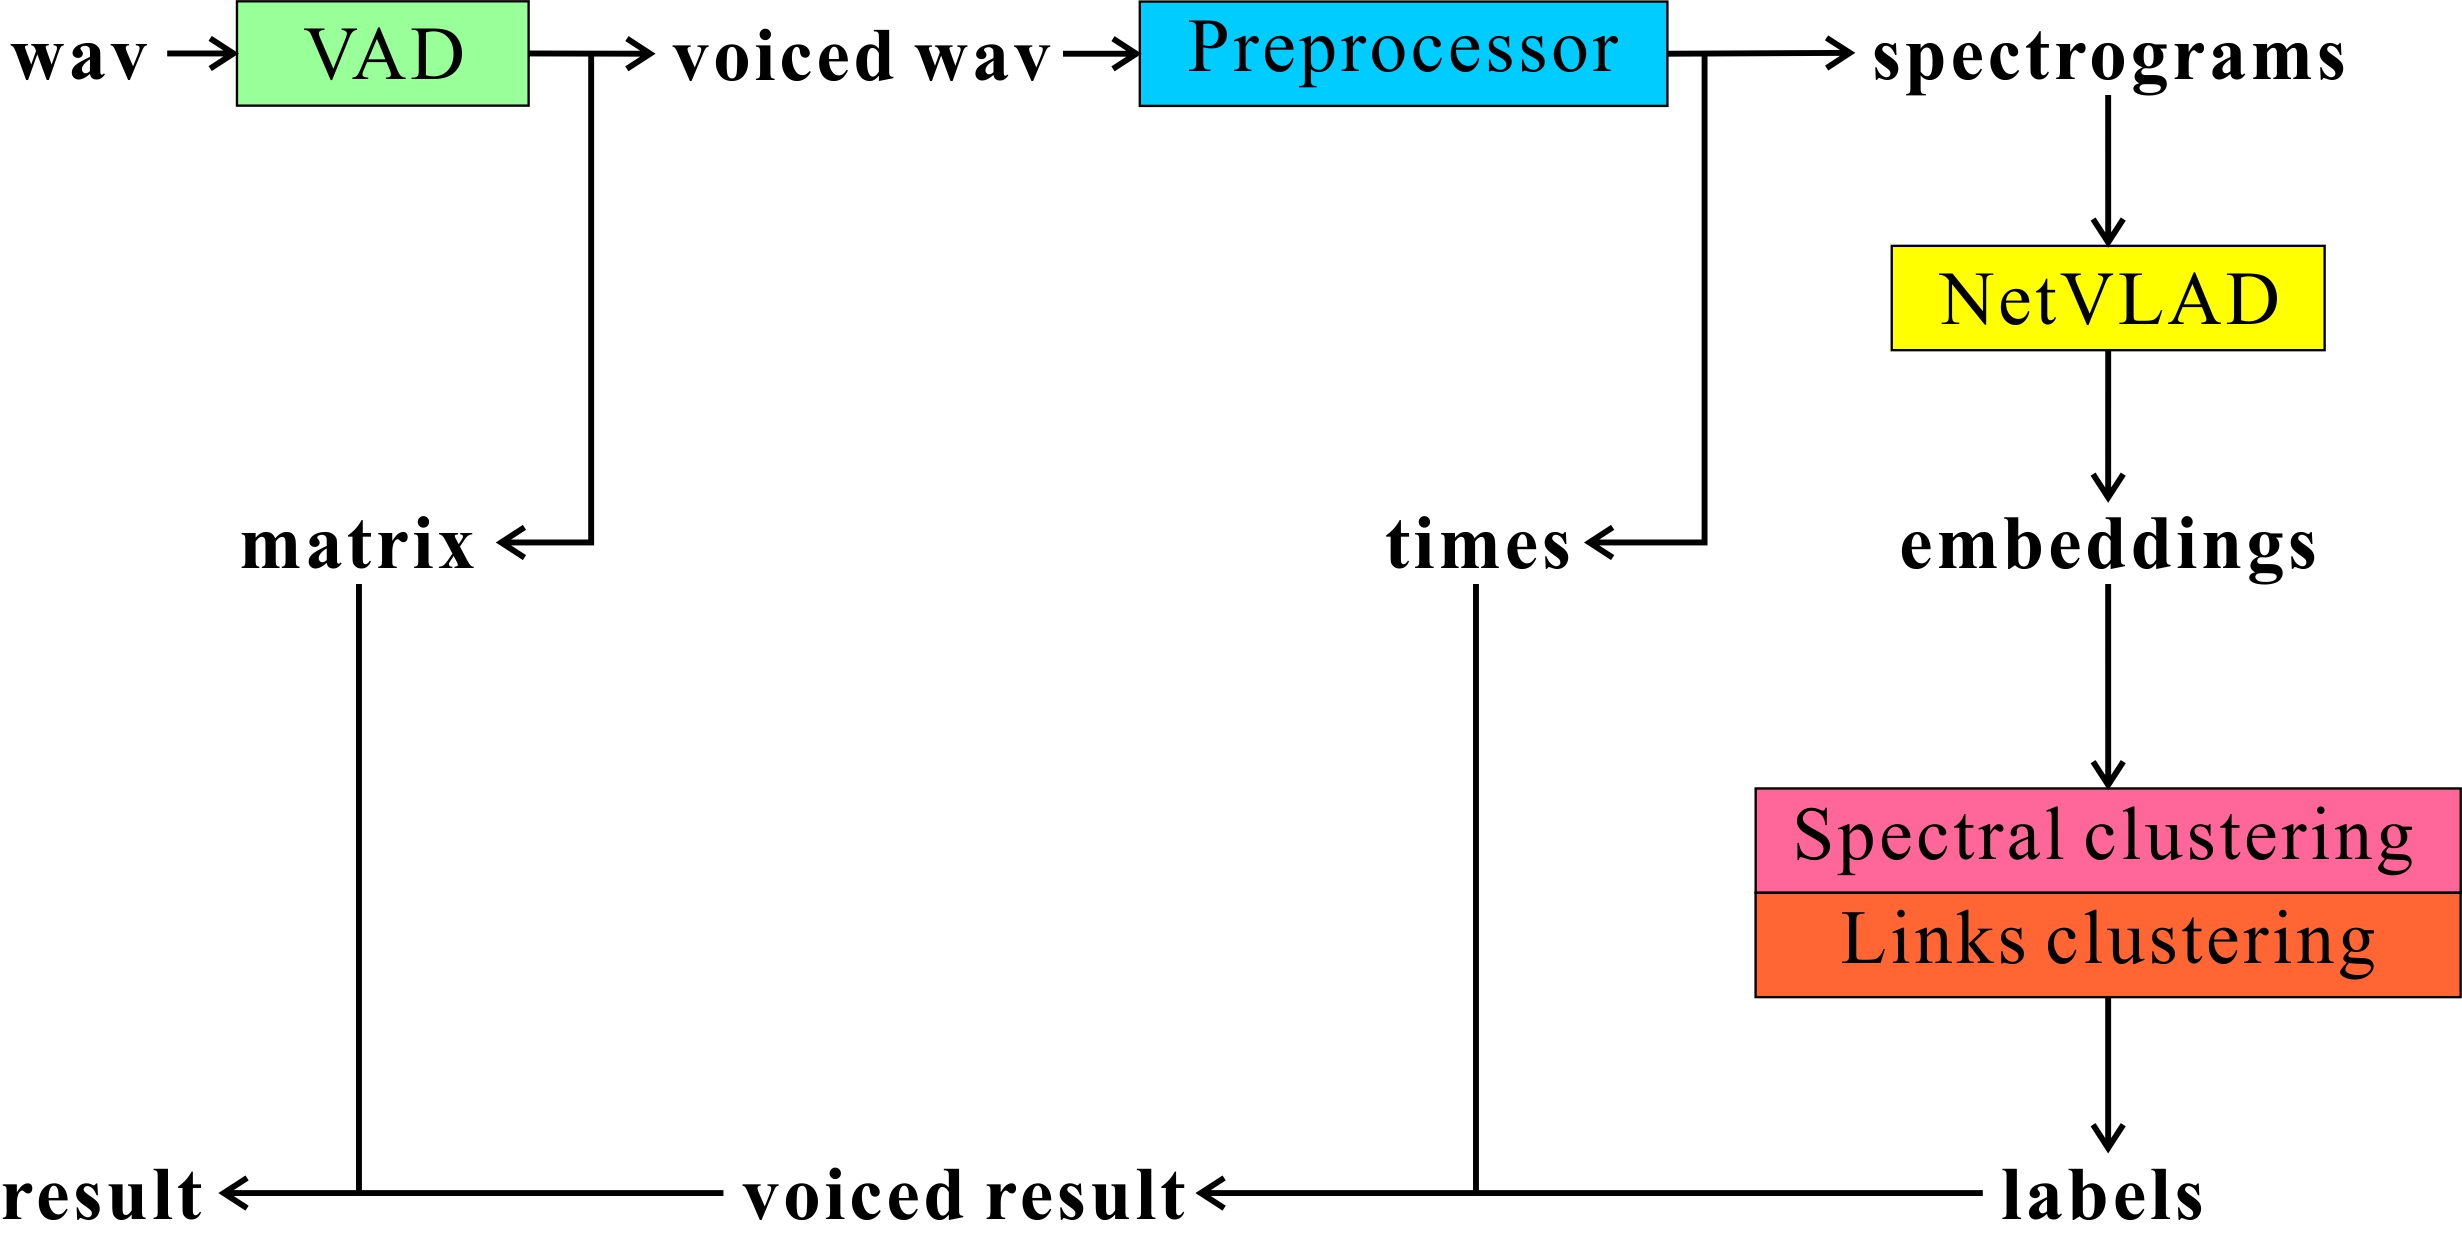 wav
VAD
voiced wav
Preprocessor
spectrograms
NetVLAD
matrix
times
embeddings
Spectral clustering
Links clustering
result
voiced result
labels